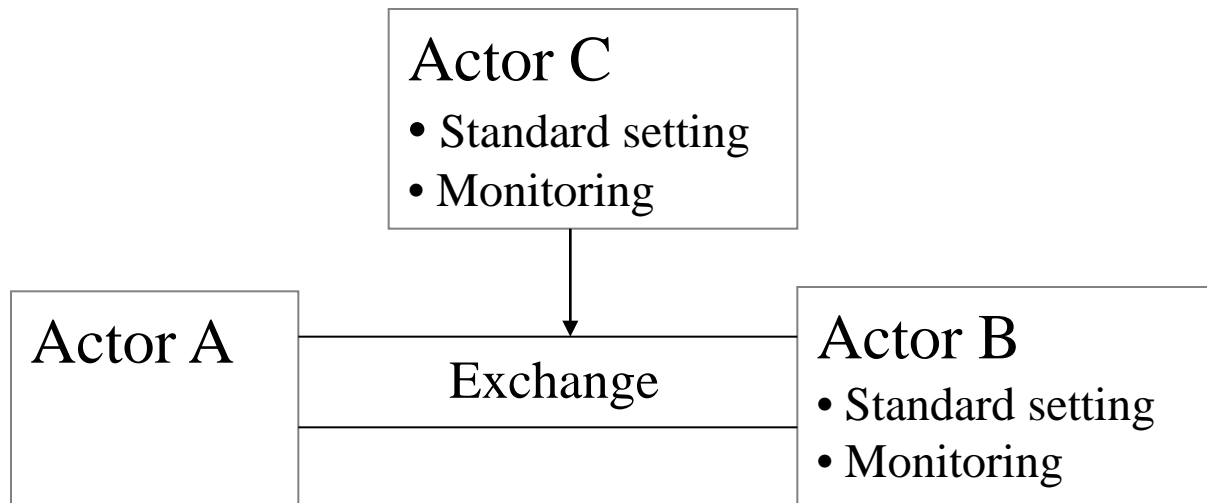 Actor C
• Standard setting
• Monitoring
Actor A
Exchange
Actor B
• Standard setting
• Monitoring